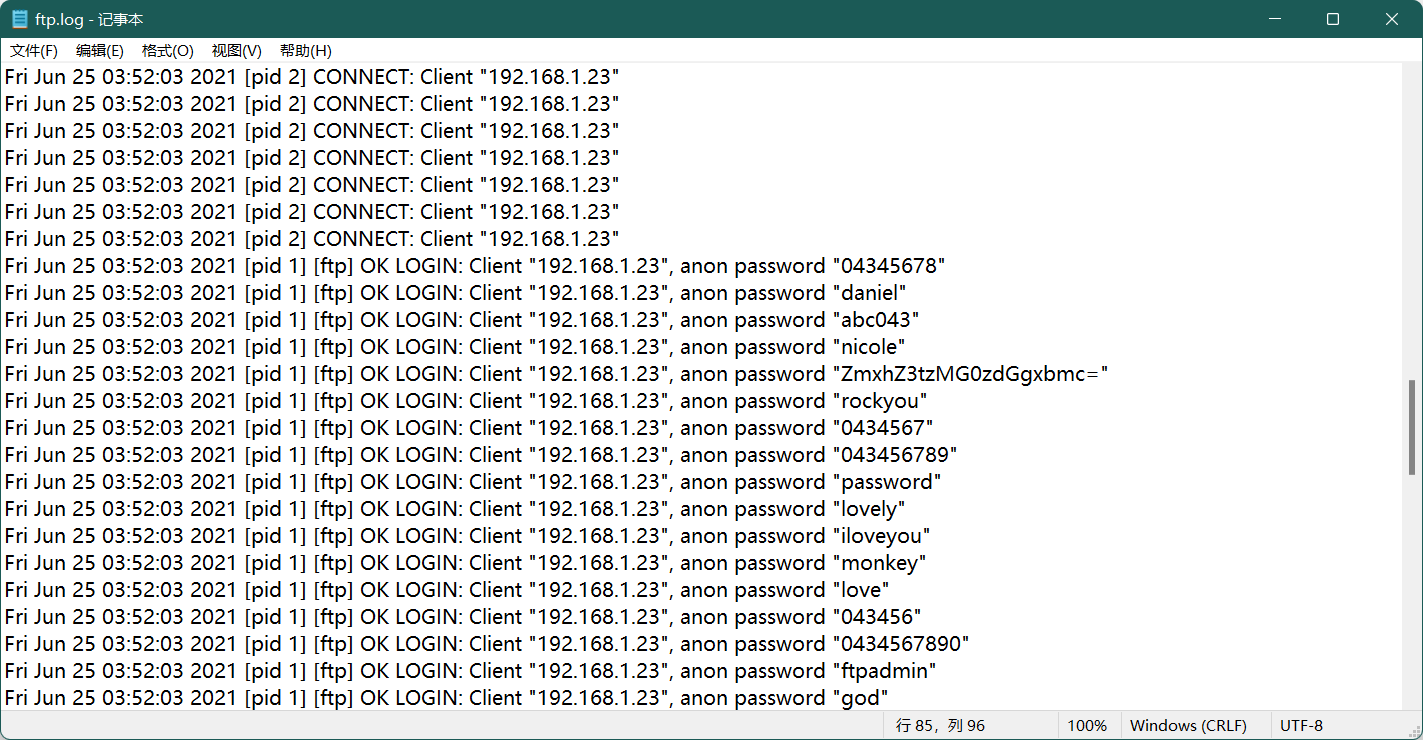 ftp.log - 记事本
文件(F) 编辑(E) 格式(O) 视图(V) 帮助(H)
Fri Jun 25 03:52:03 2021 [pid 2] CONNECT: Client "192.168.1.23"
Fri Jun 25 03:52:03 2021 [pid 2] CONNECT: Client "192.168.1.23"
Fri Jun 25 03:52:03 2021 [pid 2] CONNECT: Client "192.168.1.23"
Fri Jun 25 03:52:03 2021 [pid 2] CONNECT: Client "192.168.1.23"
Fri Jun 25 03:52:03 2021 [pid 2] CONNECT: Client "192.168.1.23"
Fri Jun 25 03:52:03 2021 [pid 2] CONNECT: Client "192.168.1.23"
Fri Jun 25 03:52:03 2021 [pid 2] CONNECT: Client "192.168.1.23"
Fri Jun 25 03:52:03 2021 [pid 1] [ftp] OK LOGIN: Client "192.168.1.23", anon password "04345678"
Fri Jun 25 03:52:03 2021 [pid 1] [ftp] OK LOGIN: Client "192.168.1.23", anon password "daniel"
Fri Jun 25 03:52:03 2021 [pid 1] [ftp] OK LOGIN: Client "192.168.1.23", anon password "abc043"
Fri Jun 25 03:52:03 2021 [pid 1] [ftp] OK LOGIN: Client "192.168.1.23", anon password "nicole"
Fri Jun 25 03:52:03 2021 [pid 1] [ftp] OK LOGIN: Client "192.168.1.23", anon password "ZmxhZ3tzMG0zdGgxbmc="
Fri Jun 25 03:52:03 2021 [pid 1] [ftp] OK LOGIN: Client "192.168.1.23", anon password "rockyou"
Fri Jun 25 03:52:03 2021 [pid 1] [ftp] OK LOGIN: Client "192.168.1.23", anon password "0434567"
Fri Jun 25 03:52:03 2021 [pid 1] [ftp] OK LOGIN: Client "192.168.1.23", anon password "043456789"
Fri Jun 25 03:52:03 2021 [pid 1] [ftp] OK LOGIN: Client "192.168.1.23", anon password "password"
Fri Jun 25 03:52:03 2021 [pid 1] [ftp] OK LOGIN: Client "192.168.1.23", anon password "lovely"
Fri Jun 25 03:52:03 2021 [pid 1] [ftp] OK LOGIN: Client "192.168.1.23", anon password "iloveyou"
Fri Jun 25 03:52:03 2021 [pid 1] [ftp] OK LOGIN: Client "192.168.1.23", anon password "monkey"
Fri Jun 25 03:52:03 2021 [pid 1] [ftp] OK LOGIN: Client "192.168.1.23", anon password "love"
Fri Jun 25 03:52:03 2021 [pid 1] [ftp] OK LOGIN: Client "192.168.1.23", anon password "043456"
Fri Jun 25 03:52:03 2021 [pid 1] [ftp] OK LOGIN: Client "192.168.1.23", anon password "0434567890"
Fri Jun 25 03:52:03 2021 [pid 1] [ftp] OK LOGIN: Client "192.168.1.23", anon password "ftpadmin"
Fri Jun 25 03:52:03 2021 [pid 1] [ftp] OK LOGIN: Client "192.168.1.23", anon password "god"
行 85，列 96 100% Windows (CRLF) UTF-8